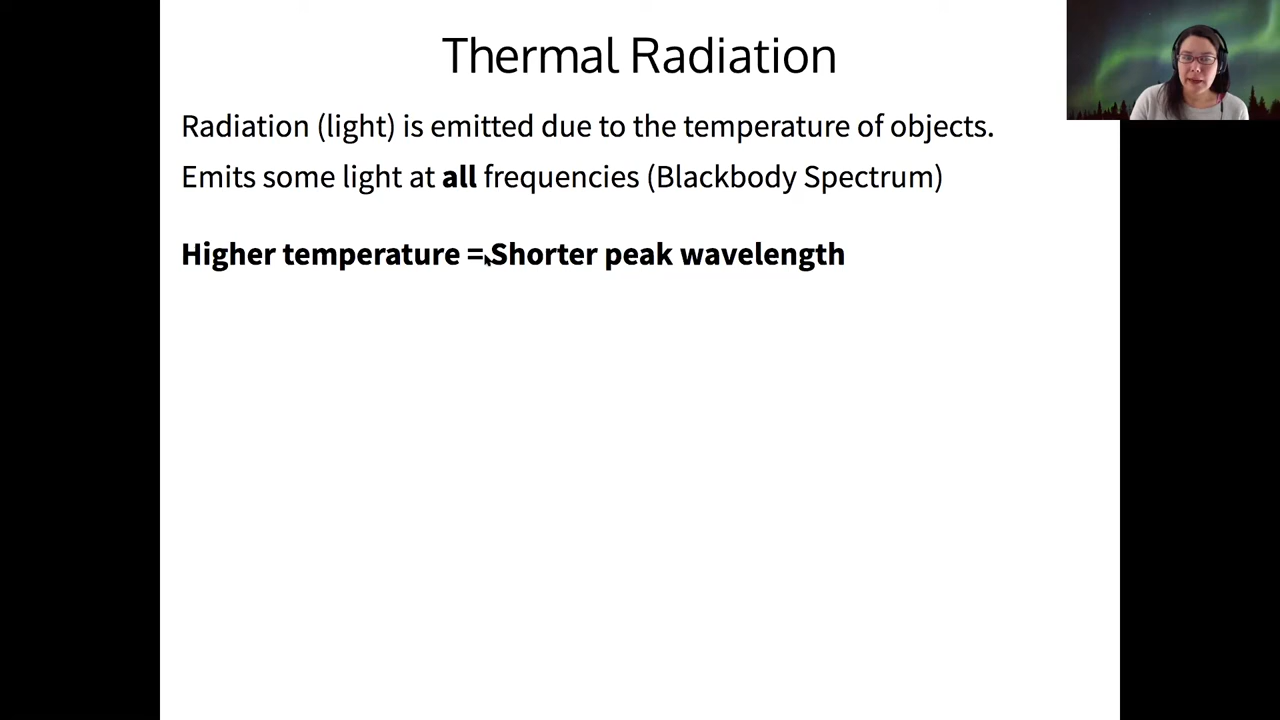 Thermal Radiation
Radiation (light) is emitted due to the temperature of objects.
Emits some light at all frequencies (Blackbody Spectrum)
Higher temperature = Shorter peak wavelength